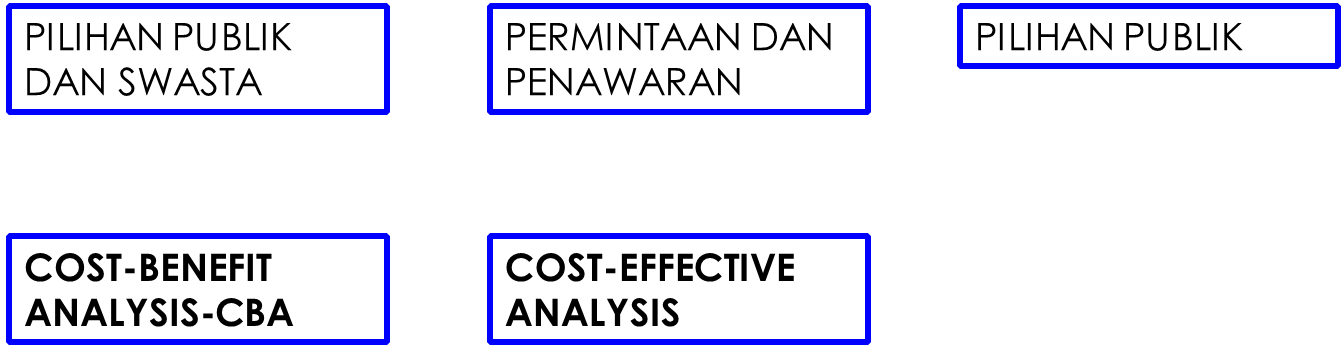 PILIHAN PUBLIK
DAN SWASTA
PERMINTAAN DAN
PENAWARAN
PILIHAN PUBLIK
COST-BENEFIT
ANALYSIS-CBA
COST-EFFECTIVE
ANALYSIS